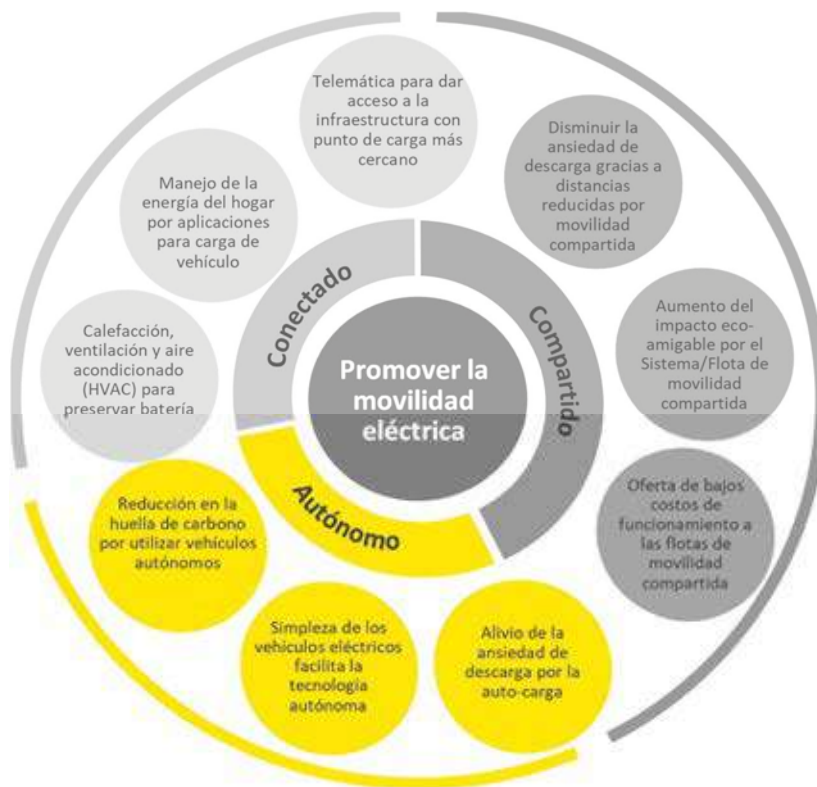 Telemática para dar
acceso a la
infraestructura con
punto de carga más
cercano
Disminuir la
ansiedad de
descarga gracias a
distancias
reducidas por
movilidad
compartida
Manejo de la
energía del hogar
por aplicaciones
para carga de
vehículo
Conectado
Compartido
Calefacción,
ventilación y aire
acondicionado
(HVAC) para
preservar batería
Aumento del
impacto eco-
amigable por el
Sistema/Flota de
movilidad
compartida
Promover la
movilidad
eléctrica
Autónomo
Reducción en la
huella de carbono
por utilizar vehículos
autónomos
Oferta de bajos
costos de
funcionamiento a
las flotas de
movilidad
compartida
Simpleza de los
vehiculos eléctricos
facilita la
tecnología
autónoma
Alivio de la
ansiedad de
descarga por la
auto-carga